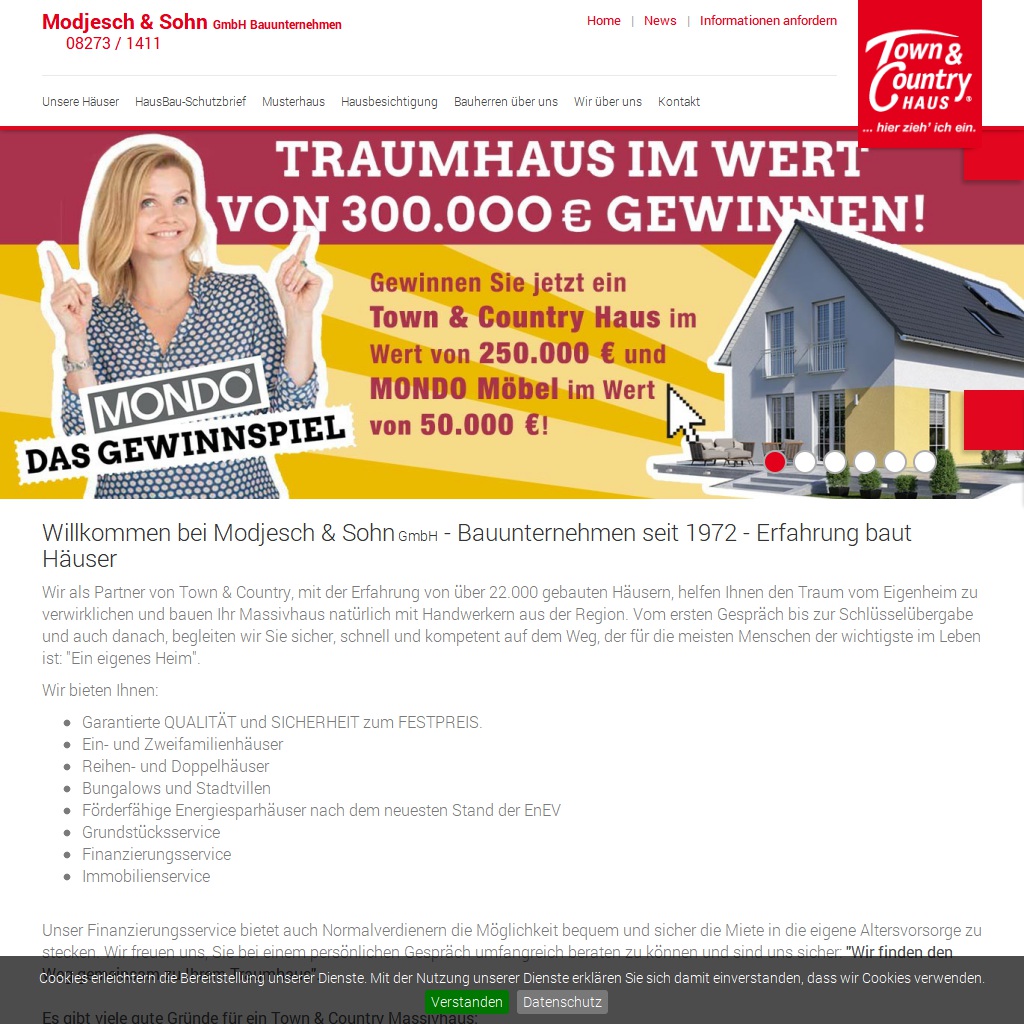 Modjesch & Sohn GmbH Bauunternehmen
08273 / 1411
Home | News | Informationen anfordern
Unsere Häuser HausBau-Schutzbrief Musterhaus Hausbesichtigung Bauherren über uns Wir über uns Kontakt
Town &
Country
HAUS®
... hier zieh' ich ein.
TRAUMHAUS IM WERT
VON 300.000 € GEWINNEN!
Gewinnen Sie jetzt ein
Town & Country Haus im
Wert von 250.000 € und
MONDO Möbel im Wert
von 50.000 €!
MONDO®
DAS GEWINNSPIEL
Willkommen bei Modjesch & Sohn GmbH - Bauunternehmen seit 1972 - Erfahrung baut
Häuser
Wir als Partner von Town & Country, mit der Erfahrung von über 22.000 gebauten Häusern, helfen Ihnen den Traum vom Eigenheim zu
verwirklichen und bauen Ihr Massivhaus natürlich mit Handwerkern aus der Region. Vom ersten Gespräch bis zur Schlüsselübergabe
und auch danach, begleiten wir Sie sicher, schnell und kompetent auf dem Weg, der für die meisten Menschen der wichtigste im Leben
ist: "Ein eigenes Heim".
Wir bieten Ihnen:
Garantierte QUALITÄT und SICHERHEIT zum FESTPREIS.
Ein- und Zweifamilienhäuser
Reihen- und Doppelhäuser
Bungalows und Stadtvillen
Förderfähige Energiesparhäuser nach dem neuesten Stand der EnEV
Grundstücksservice
Finanzierungsservice
Immobilienservice
Unser Finanzierungsservice bietet auch Normalverdienern die Möglichkeit bequem und sicher die Miete in die eigene Altersvorsorge zu
stecken. Wir freuen uns, Sie bei einem persönlichen Gespräch umfangreich beraten zu können und sind uns sicher: "Wir finden den
Weg gemeinsam zu Ihrem Traumhaus".
Cookies erleichtern die Bereitstellung unserer Dienste. Mit der Nutzung unserer Dienste erklären Sie sich damit einverstanden, dass wir Cookies verwenden.
Verstanden Datenschutz
Es gibt viele gute Gründe für ein Town & Country Massivhaus: